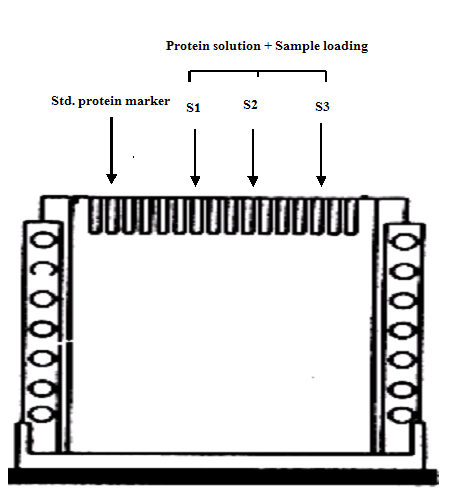 Protein solution + Sample loading
Std. protein marker
S1
S2
S3